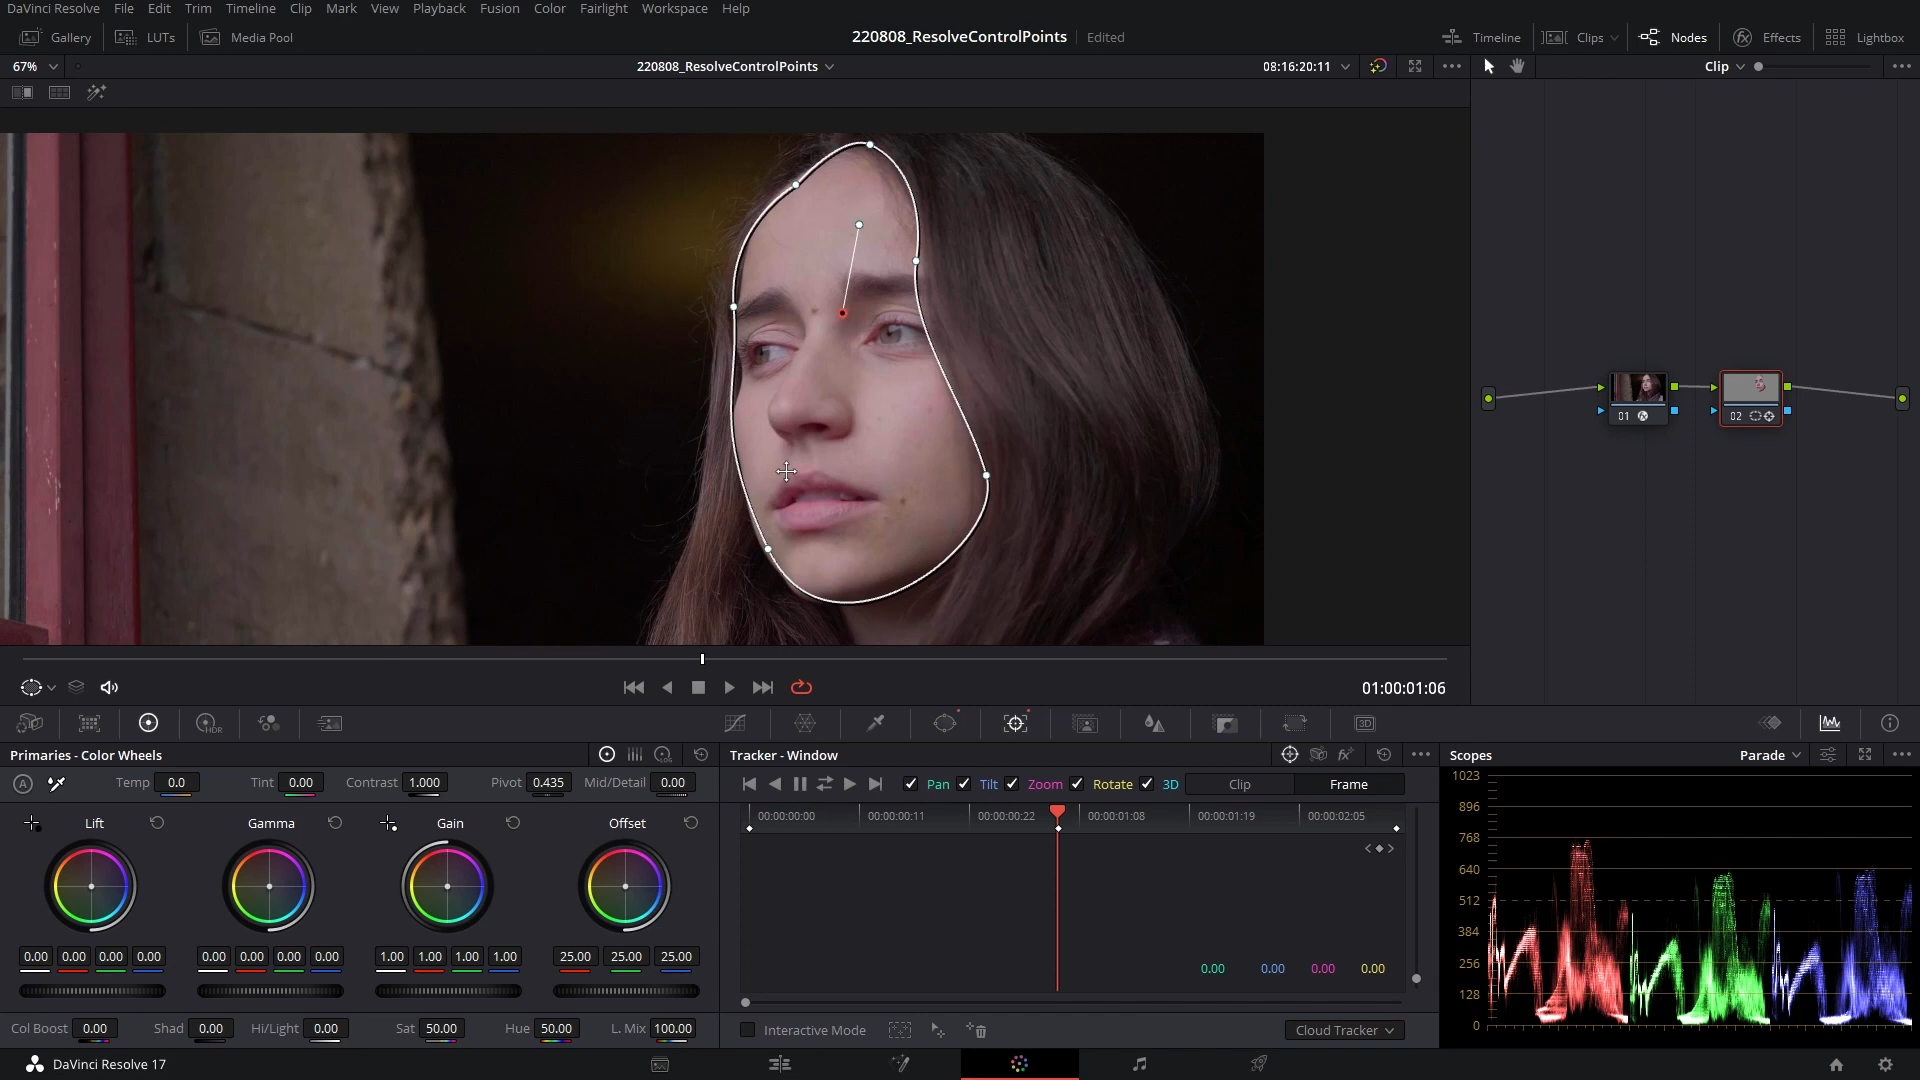 DaVinci Resolve File Edit Trim Timeline Clip Mark View Playback Fusion Color Fairlight Workspace Help
Gallery LUTs Media Pool 220808_ResolveControlPoints Edited Timeline Clips Nodes Effects Lightbox
67% 220808_ResolveControlPoints 08:16:20:11 Clip
01 02
01:00:01:06
HDR 3D
Primaries - Color Wheels LOG Tracker - Window fx Scopes Parade
A Temp 0.0 Tint 0.00 Contrast 1.000 Pivot 0.435 Mid/Detail 0.00 Pan Tilt Zoom Rotate 3D Clip Frame
1023
896
768
640
512
384
256
128
0
Lift Gamma Gain Offset
00:00:00:00 00:00:00:11 00:00:00:22 00:00:01:08 00:00:01:19 00:00:02:05
0.00 0.00 0.00 0.00 0.00 0.00 0.00 0.00 1.00 1.00 1.00 1.00 25.00 25.00 25.00
0.00 0.00 0.00 0.00
Col Boost 0.00 Shad 0.00 Hi/Light 0.00 Sat 50.00 Hue 50.00 L. Mix 100.00 Interactive Mode Cloud Tracker
DaVinci Resolve 17